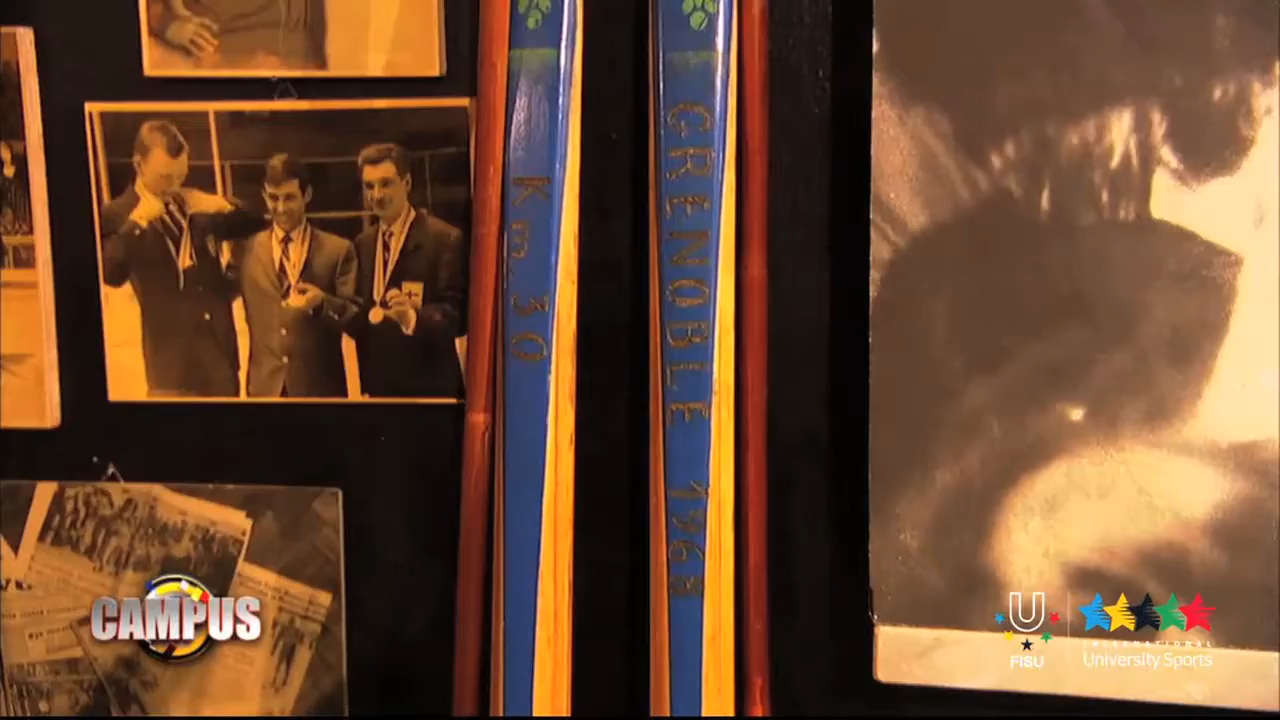 Km. 30
GRENOBLE 1968
CAMPUS
FISU
INTERNATIONAL
University Sports